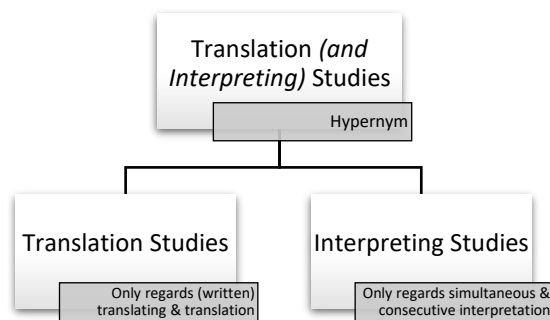 Translation (and
Interpreting) Studies
Hypernym
Translation Studies
Only regards (written)
translating & translation
Interpreting Studies
Only regards simultaneous &
consecutive interpretation